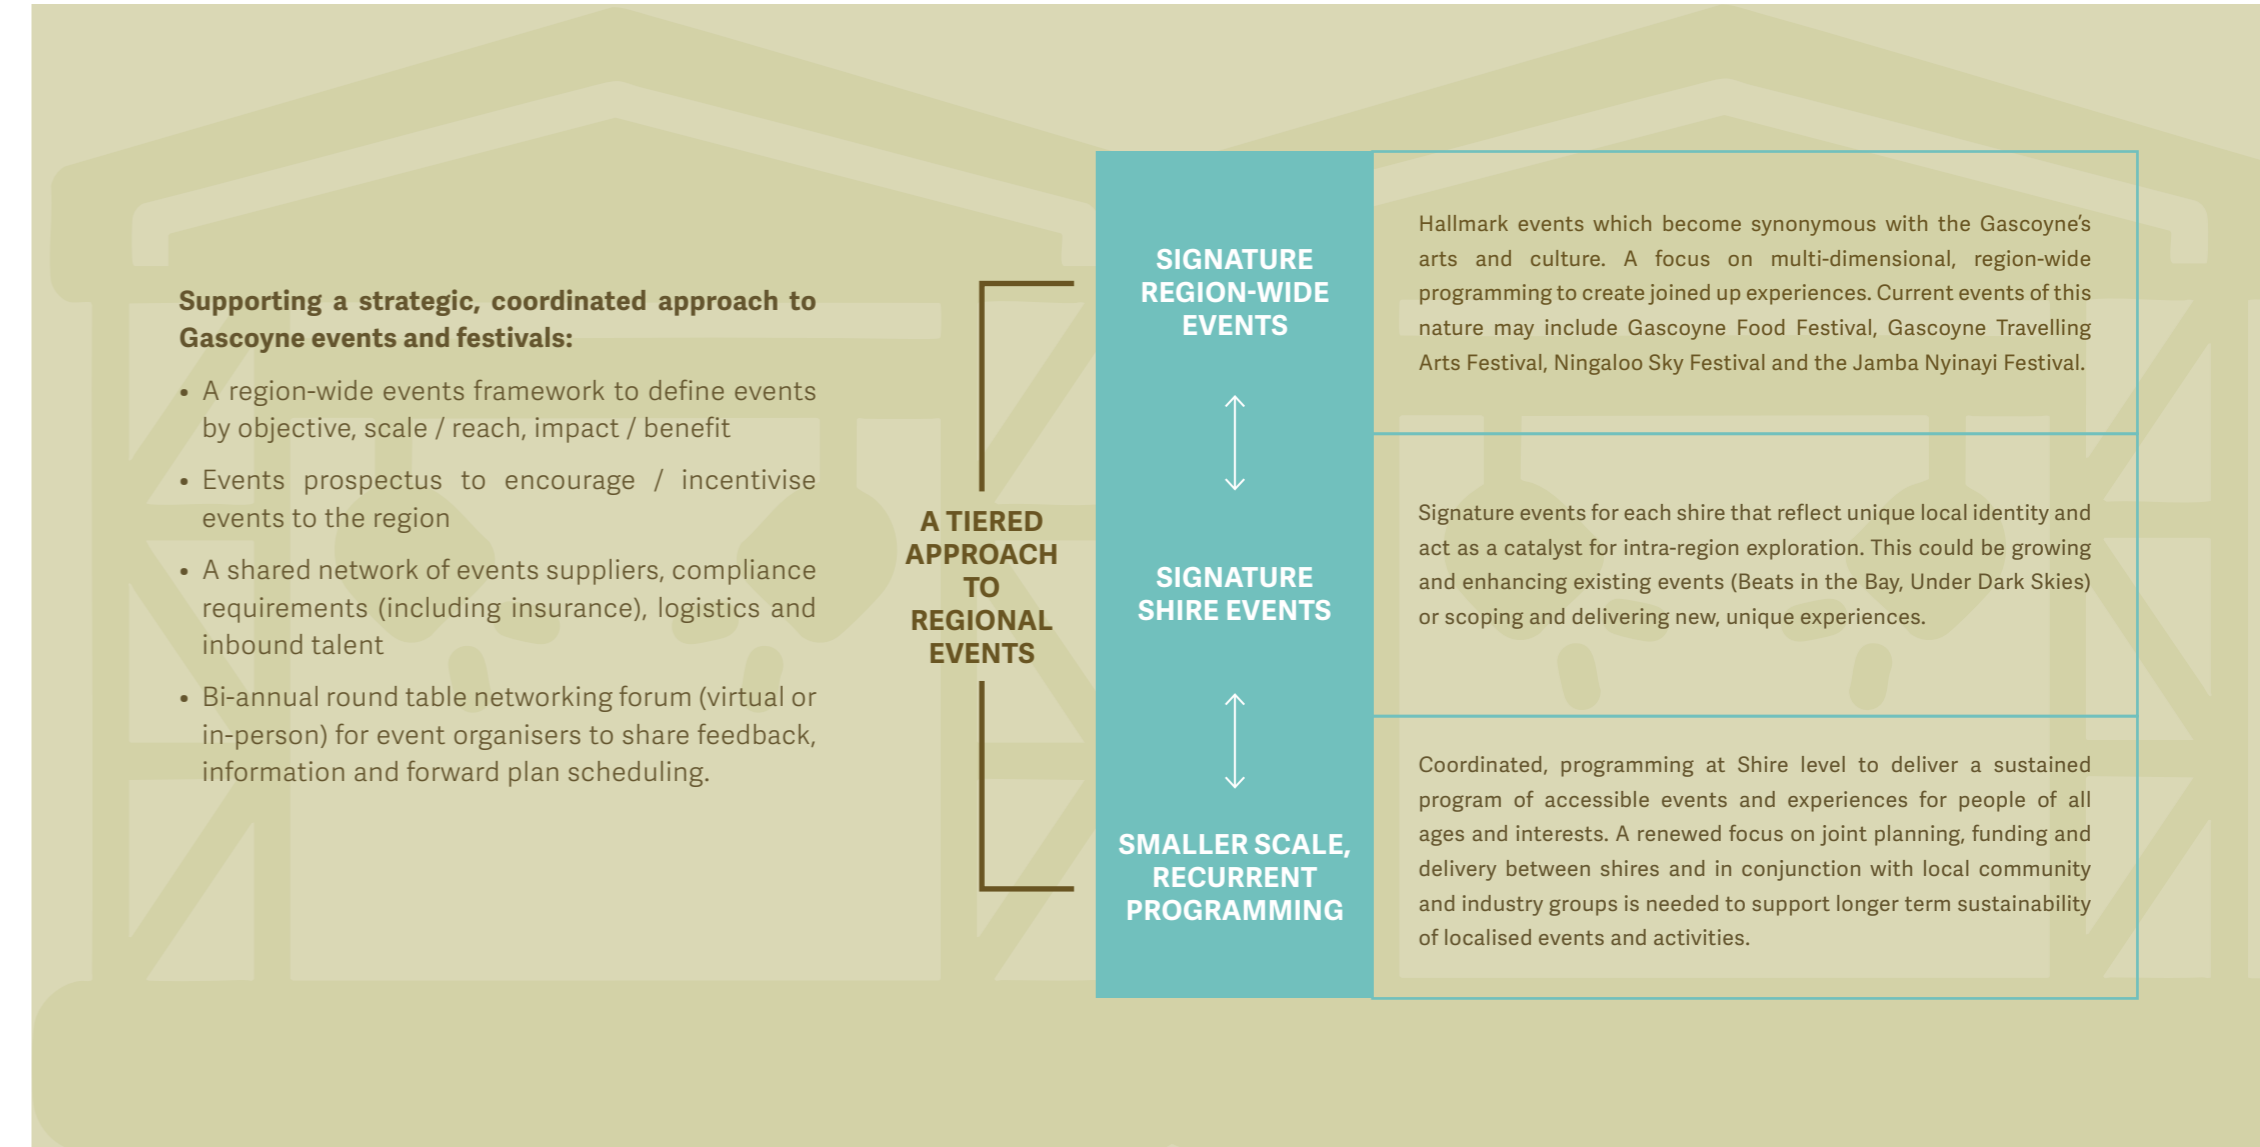 Supporting a strategic, coordinated approach to
Gascoyne events and festivals:
• A region-wide events framework to define events
by objective, scale / reach, impact / benefit
• Events prospectus to encourage / incentivise
events to the region
• A shared network of events suppliers, compliance
requirements (including insurance), logistics and
inbound talent
• Bi-annual round table networking forum (virtual or
in-person) for event organisers to share feedback,
information and forward plan scheduling.
A TIERED
APPROACH
TO
REGIONAL
EVENTS
SIGNATURE
REGION-WIDE
EVENTS
Hallmark events which become synonymous with the Gascoyne's
arts and culture. A focus on multi-dimensional, region-wide
programming to create joined up experiences. Current events of this
nature may include Gascoyne Food Festival, Gascoyne Travelling
Arts Festival, Ningaloo Sky Festival and the Jamba Nyinayi Festival.
SIGNATURE
SHIRE EVENTS
Signature events for each shire that reflect unique local identity and
act as a catalyst for intra-region exploration. This could be growing
and enhancing existing events (Beats in the Bay, Under Dark Skies)
or scoping and delivering new, unique experiences.
SMALLER SCALE,
RECURRENT
PROGRAMMING
Coordinated, programming at Shire level to deliver a sustained
program of accessible events and experiences for people of all
ages and interests. A renewed focus on joint planning, funding and
delivery between shires and in conjunction with local community
and industry groups is needed to support longer term sustainability
of localised events and activities.